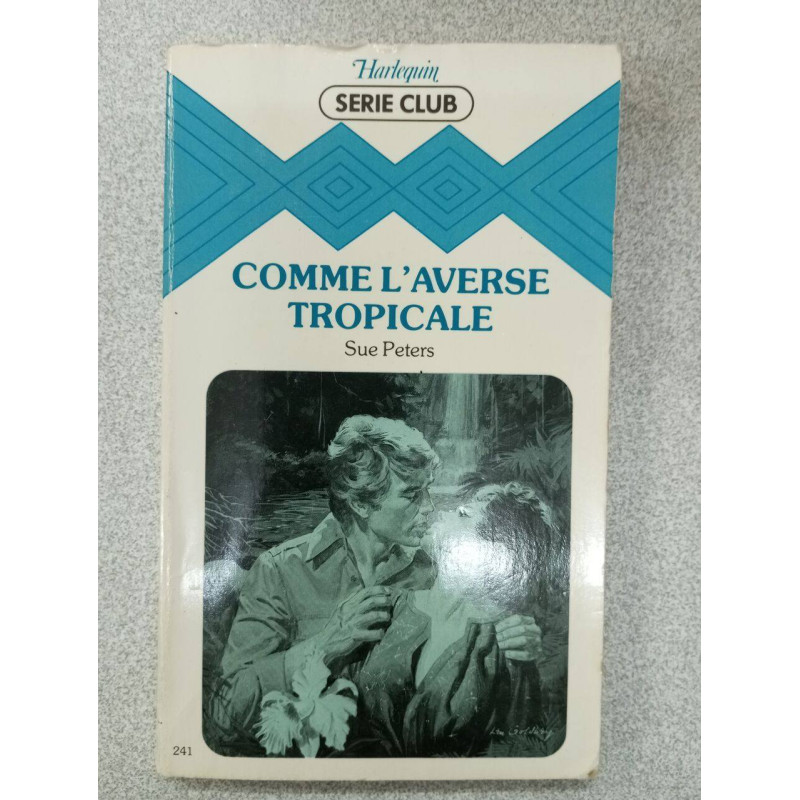 Harlequin
SERIE CLUB
COMME L'AVERSE
TROPICALE
Sue Peters
241